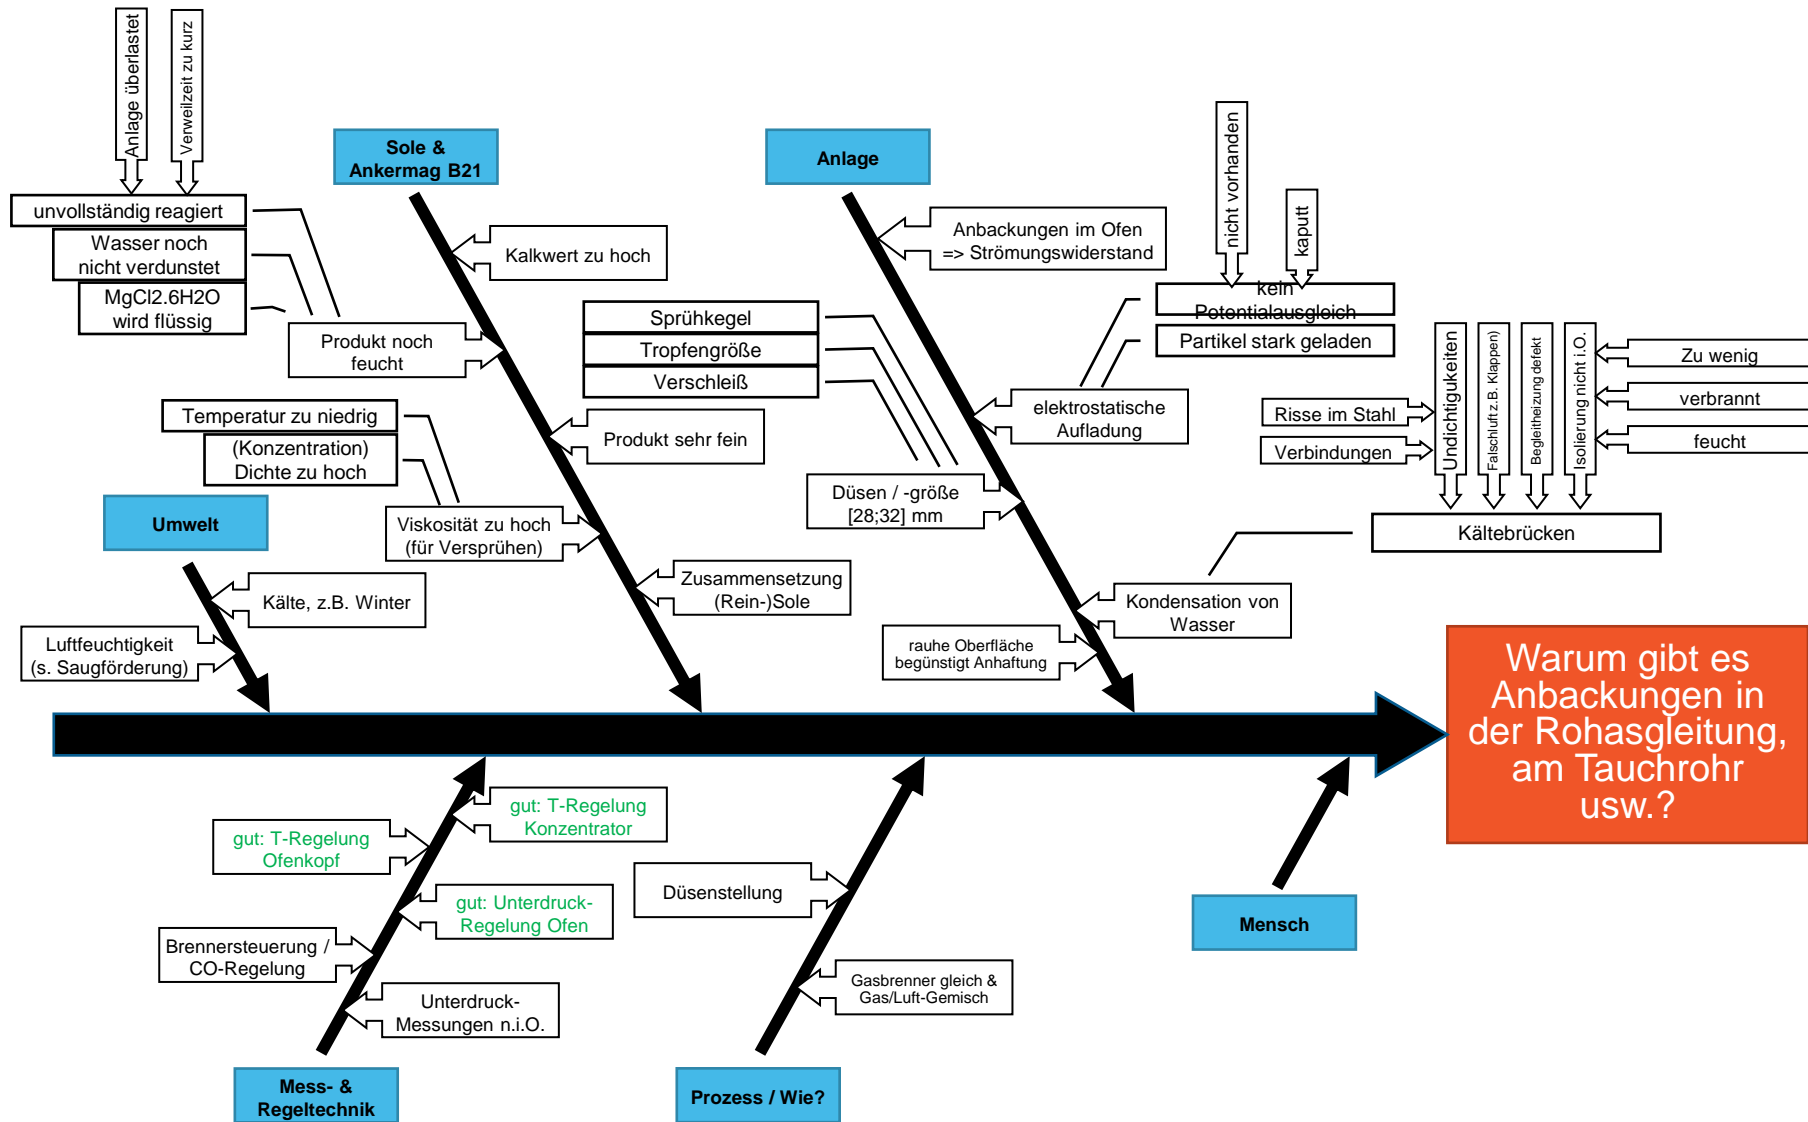 Anlage überlastet
Verweilzeit zu kurz
unvollständig reagiert
Wasser noch
nicht verdunstet
MgCl2.6H2O
wird flüssig
Sole &
Ankermag B21
Kalkwert zu hoch
Produkt noch
feucht
Temperatur zu niedrig
(Konzentration)
Dichte zu hoch
Produkt sehr fein
Viskosität zu hoch
(für Versprühen)
Zusammensetzung
(Rein-)Sole
Umwelt
Kälte, z.B. Winter
Luftfeuchtigkeit
(s. Saugförderung)
Anlage
Anbackungen im Ofen
=> Strömungswiderstand
nicht vorhanden
kaputt
kein
Potentialausgleich
Partikel stark geladen
Sprühkegel
Tropfengröße
Verschleiß
elektrostatische
Aufladung
Düsen / -größe
[28;32] mm
Undichtigukeiten
Falschluft z.B. Klappen)
Begleitheizung defekt
Isolierung nicht i.O.
Zu wenig
verbrannt
feucht
Risse im Stahl
Verbindungen
Kältebrücken
Kondensation von
Wasser
rauhe Oberfläche
begünstigt Anhaftung
Warum gibt es
Anbackungen in
der Rohasgleitung,
am Tauchrohr
usw.?
gut: T-Regelung
Konzentrator
gut: T-Regelung
Ofenkopf
gut: Unterdruck-
Regelung Ofen
Brennersteuerung /
CO-Regelung
Unterdruck-
Messungen n.i.O.
Mess- &
Regeltechnik
Düsenstellung
Gasbrenner gleich &
Gas/Luft-Gemisch
Prozess / Wie?
Mensch